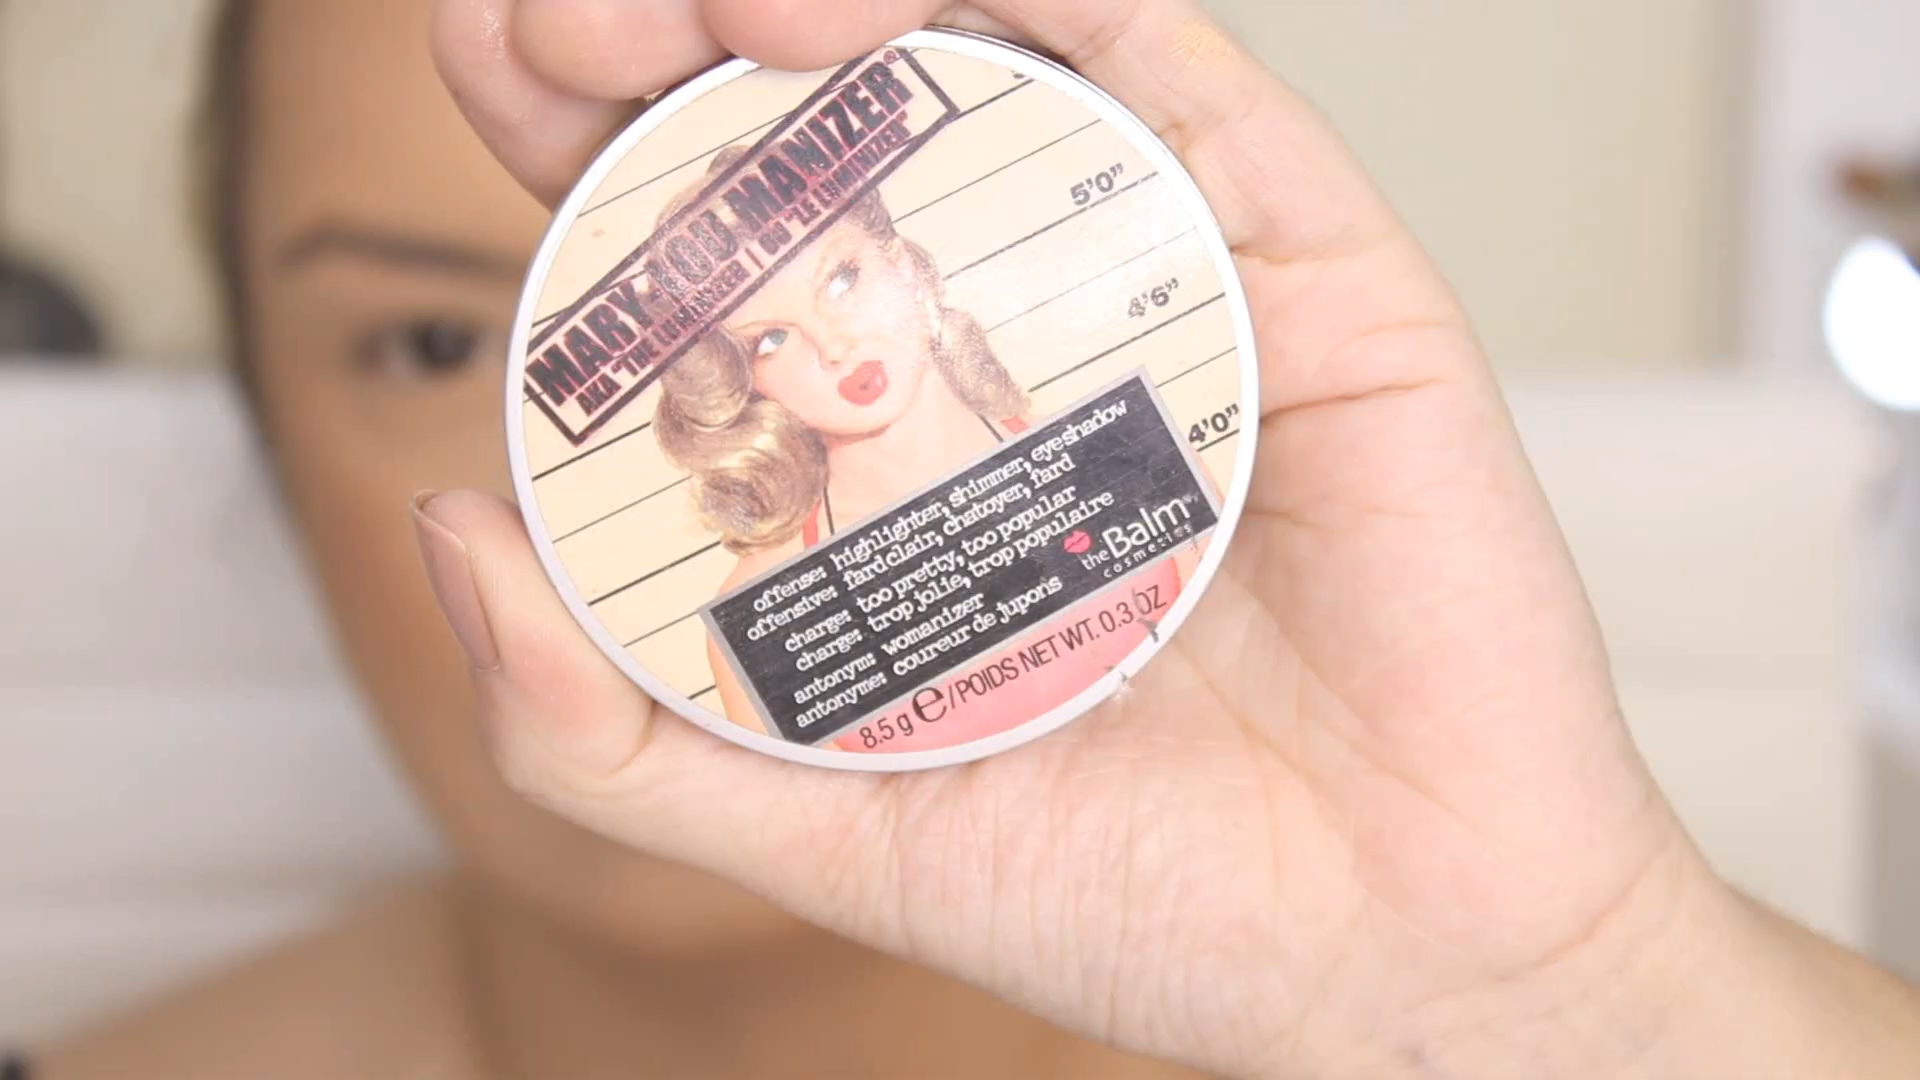 MARY-LOU MANIZER®
AKA "THE LUMINIZER" / OU "LE LUMINIZER"
5'0"
4'6"
4'0"
offense: highlighter, shimmer, eyeshadow
offensive: fard clair, chatoyer, fard
charge: too pretty, too popular
charge: trop jolie, trop populaire
antonym: womanizer
antonyme: coureur de jupons
theBalm®
cosmetics
8.5 g e/POIDS NET WT. 0.3 OZ